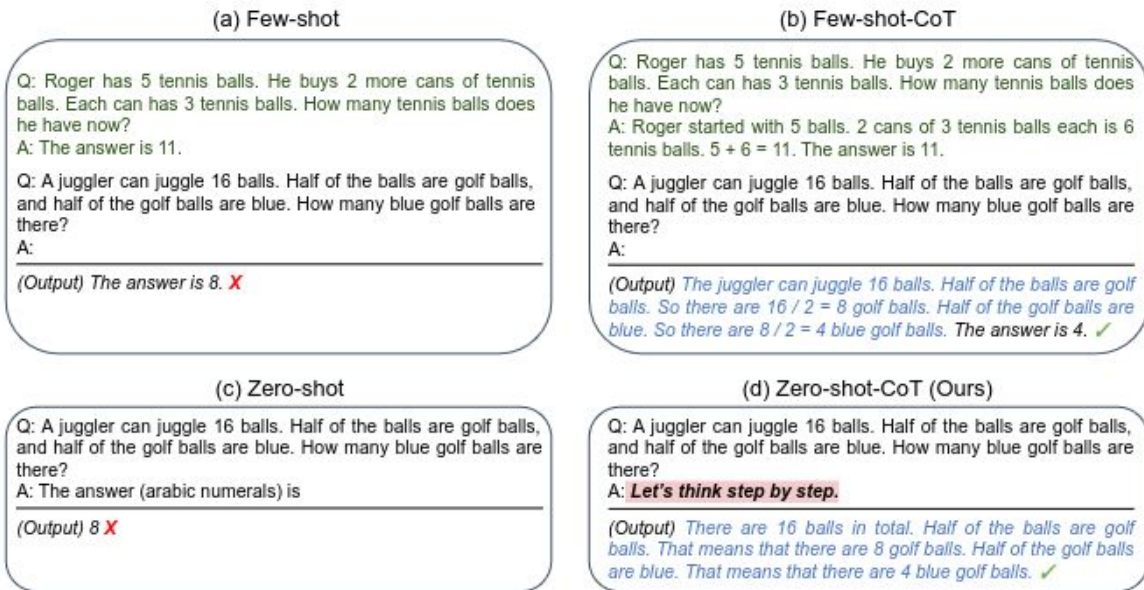 (a) Few-shot
Q: Roger has 5 tennis balls. He buys 2 more cans of tennis
balls. Each can has 3 tennis balls. How many tennis balls does
he have now?
A: The answer is 11.
Q: A juggler can juggle 16 balls. Half of the balls are golf balls,
and half of the golf balls are blue. How many blue golf balls are
there?
A:
(Output) The answer is 8. X
(b) Few-shot-CoT
Q: Roger has 5 tennis balls. He buys 2 more cans of tennis
balls. Each can has 3 tennis balls. How many tennis balls does
he have now?
A: Roger started with 5 balls. 2 cans of 3 tennis balls each is 6
tennis balls. 5 + 6 = 11. The answer is 11.
Q: A juggler can juggle 16 balls. Half of the balls are golf balls,
and half of the golf balls are blue. How many blue golf balls are
there?
A:
(Output) The juggler can juggle 16 balls. Half of the balls are golf
balls. So there are 16 / 2 = 8 golf balls. Half of the golf balls are
blue. So there are 8 / 2 = 4 blue golf balls. The answer is 4. ✓
(c) Zero-shot
Q: A juggler can juggle 16 balls. Half of the balls are golf balls,
and half of the golf balls are blue. How many blue golf balls are
there?
A: The answer (arabic numerals) is
(Output) 8 X
(d) Zero-shot-CoT (Ours)
Q: A juggler can juggle 16 balls. Half of the balls are golf balls,
and half of the golf balls are blue. How many blue golf balls are
there?
A: Let's think step by step.
(Output) There are 16 balls in total. Half of the balls are golf
balls. That means that there are 8 golf balls. Half of the golf balls
are blue. That means that there are 4 blue golf balls. ✓